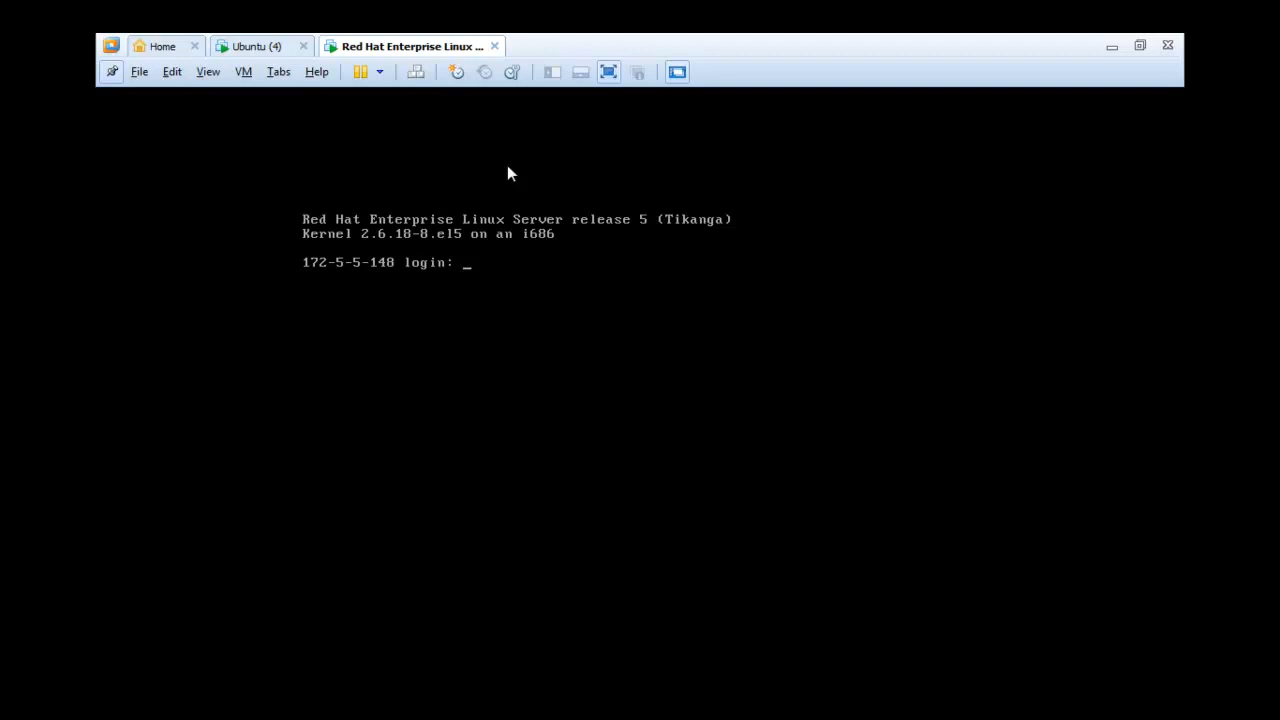 Home Ubuntu (4) Red Hat Enterprise Linux ...
File Edit View VM Tabs Help
Red Hat Enterprise Linux Server release 5 (Tikanga)
Kernel 2.6.18-8.el5 on an i686
172-5-5-148 login: _